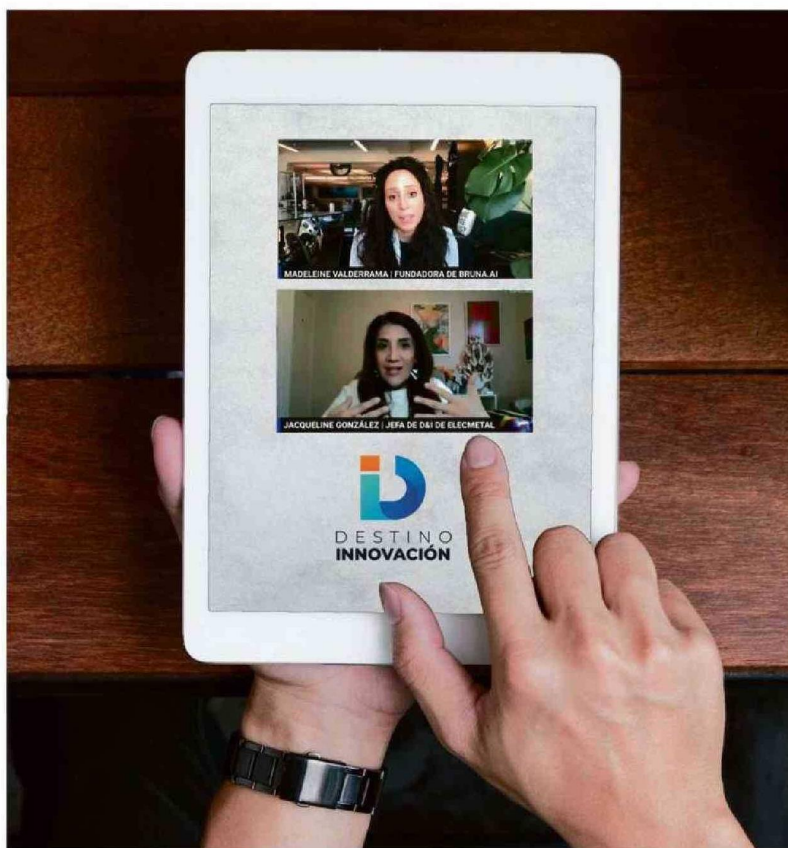 MADELEINE VALDERRAMA | FUNDADORA DE BRUNA.AI
JACQUELINE GONZÁLEZ | JEFA DE D&I DE ELECMETAL
DESTINO
INNOVACIÓN